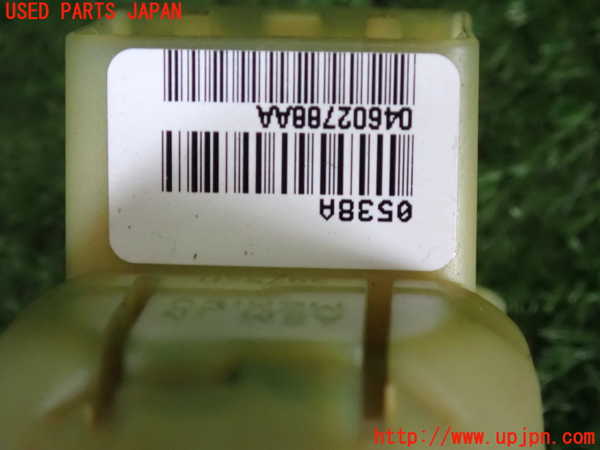 USED PARTS JAPAN
0538A
04602788AA
http://www.upjpn.com